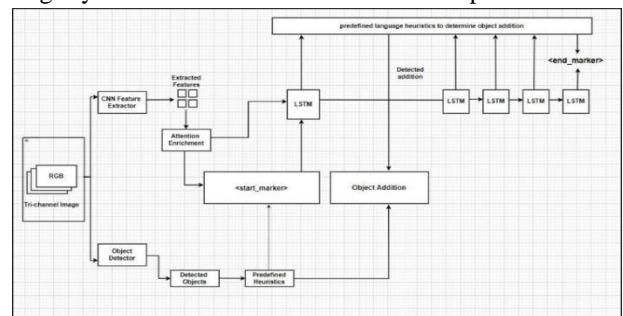 predefined language heuristics to determine object addition
<end_marker>
Detected
addition
Extracted
Features
CNN Feature
Extractor
LSTM
LSTM
LSTM
LSTM
LSTM
Attention
Enrichment
RGB
Tri-channel Image
<start_marker>
Object Addition
Object
Detector
Detected
Objects
Predefined
Heuristics